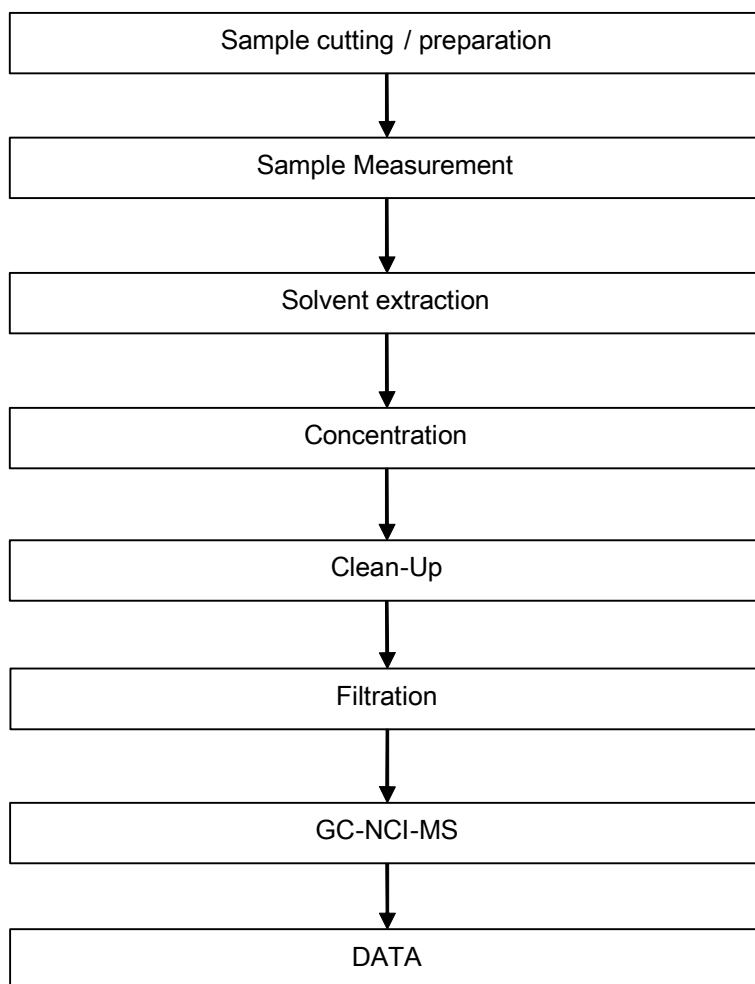 Sample cutting / preparation
Sample Measurement
Solvent extraction
Concentration
Clean-Up
Filtration
GC-NCI-MS
DATA